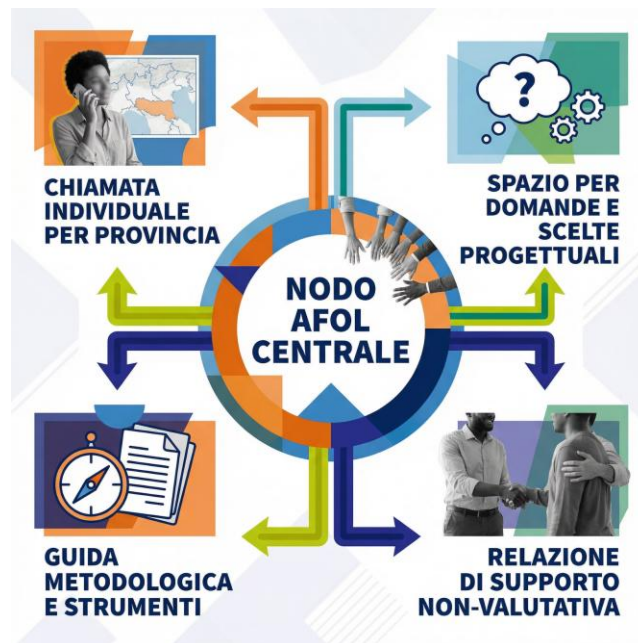 CHIAMATA
INDIVIDUALE
PER PROVINCIA
?
SPAZIO PER
DOMANDE E
SCELTE
PROGETTUALI
NODO
AFOL
CENTRALE
GUIDA
METODOLOGICA
E STRUMENTI
RELAZIONE
DI SUPPORTO
NON-VALUTATIVA